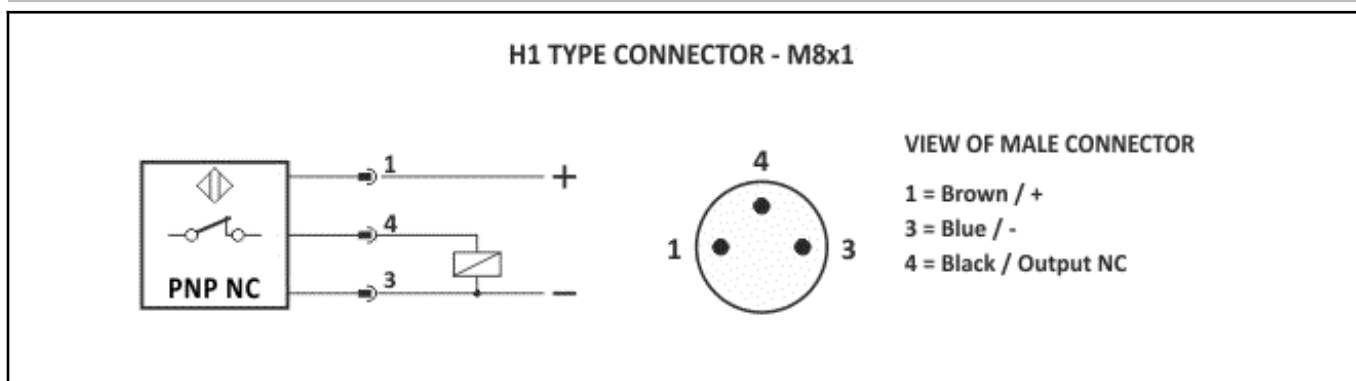 H1 TYPE CONNECTOR - M8x1
1
+
4
3
−
PNP NC
4
1
3
VIEW OF MALE CONNECTOR
1 = Brown / +
3 = Blue / -
4 = Black / Output NC